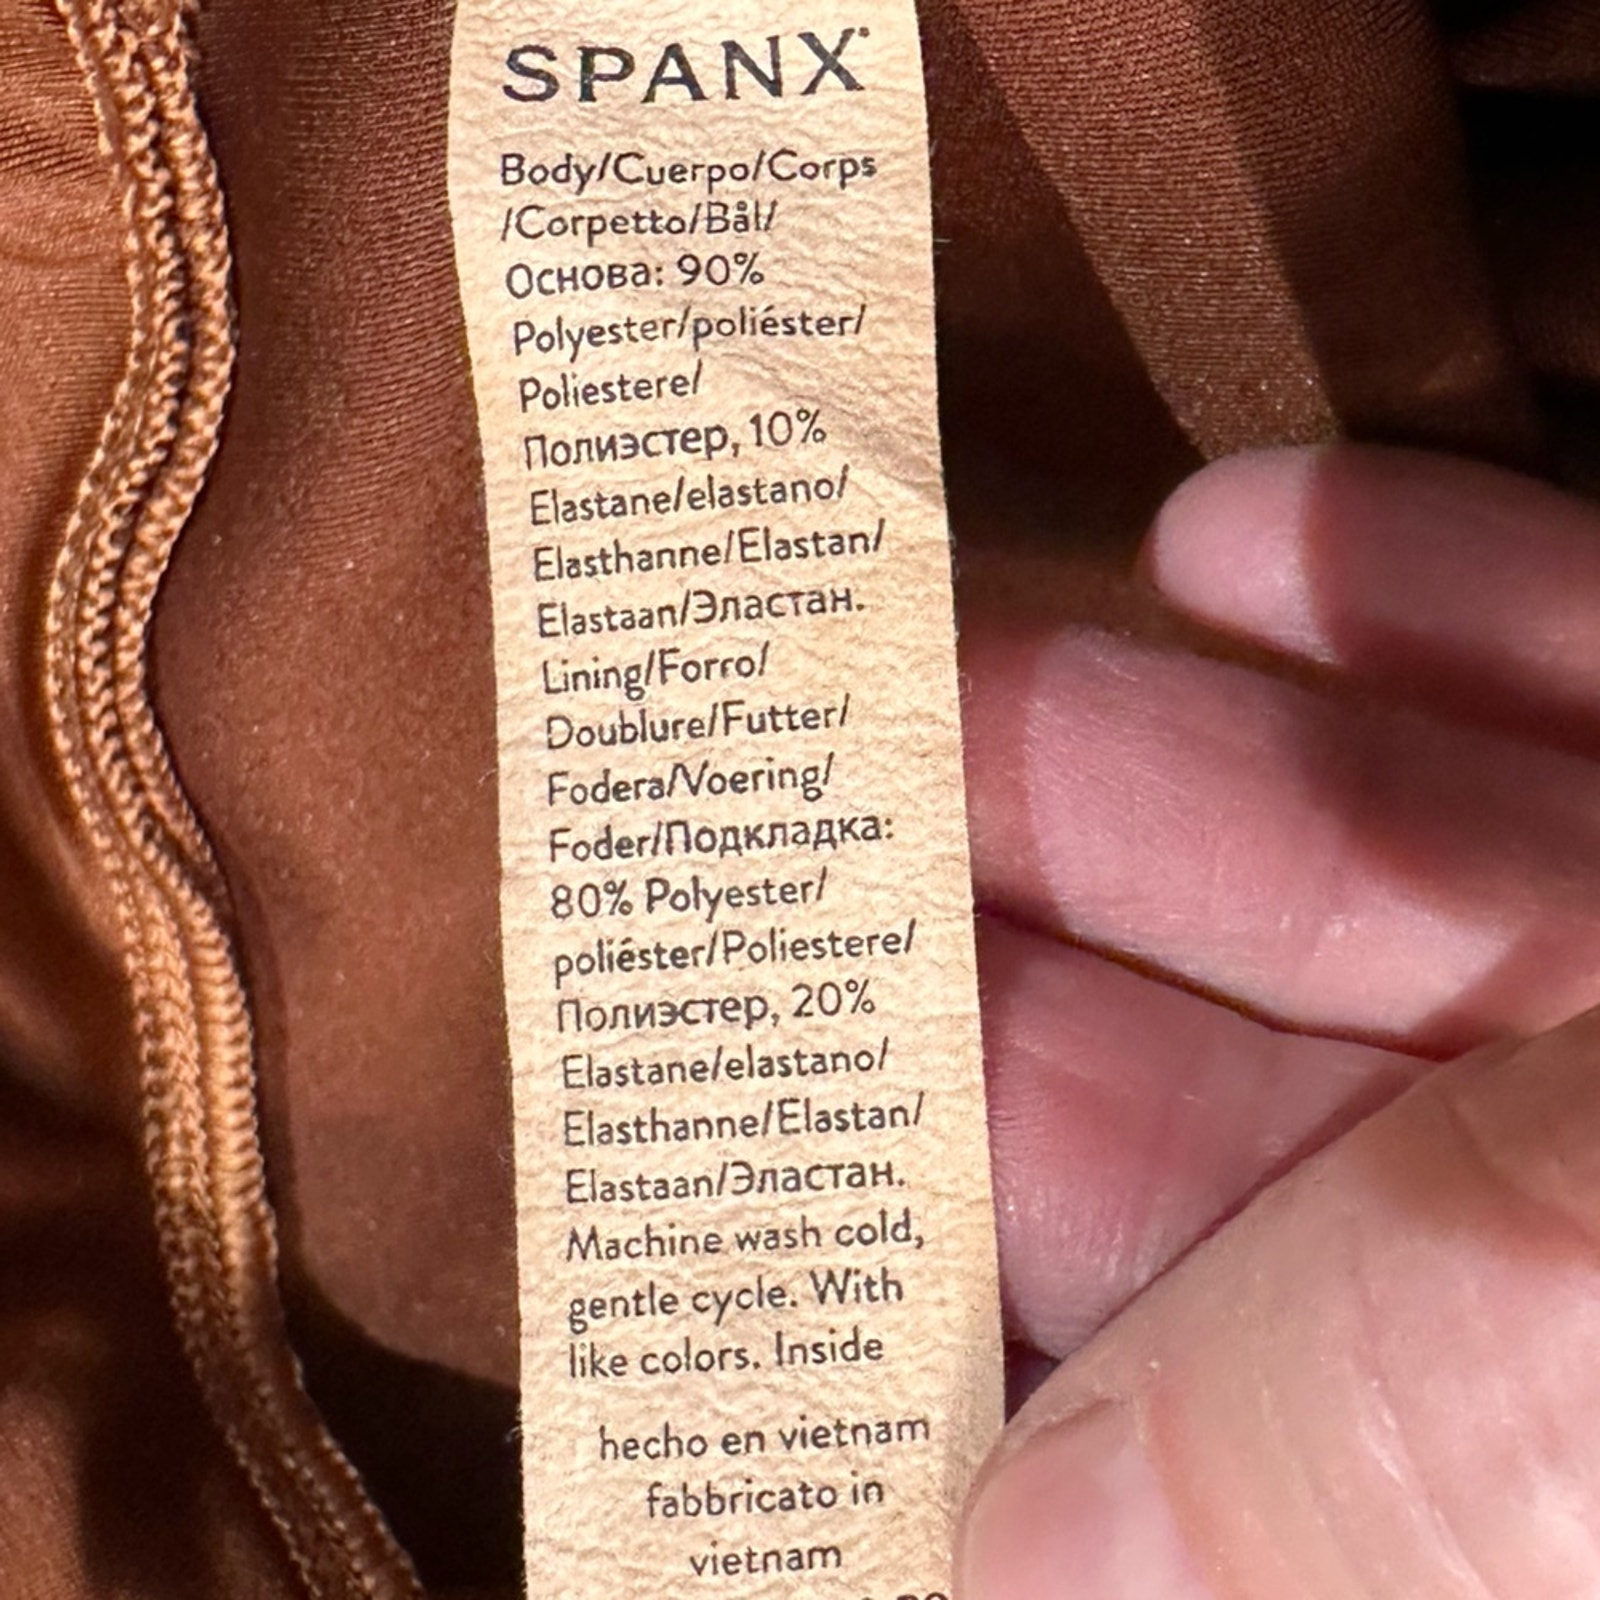 SPANX
Body/Cuerpo/Corps
/Corpetto/Bål/
Основа: 90%
Polyester/poliéster/
Poliestere/
Полиэстер, 10%
Elastane/elastano/
Elasthanne/Elastan/
Elastaan/Эластан.
Lining/Forro/
Doublure/Futter/
Fodera/Voering/
Foder/Подкладка:
80% Polyester/
poliéster/Poliestere/
Полиэстер, 20%
Elastane/elastano/
Elasthanne/Elastan/
Elastaan/Эластан.
Machine wash cold,
gentle cycle. With
like colors. Inside
hecho en vietnam
fabbricato in
vietnam